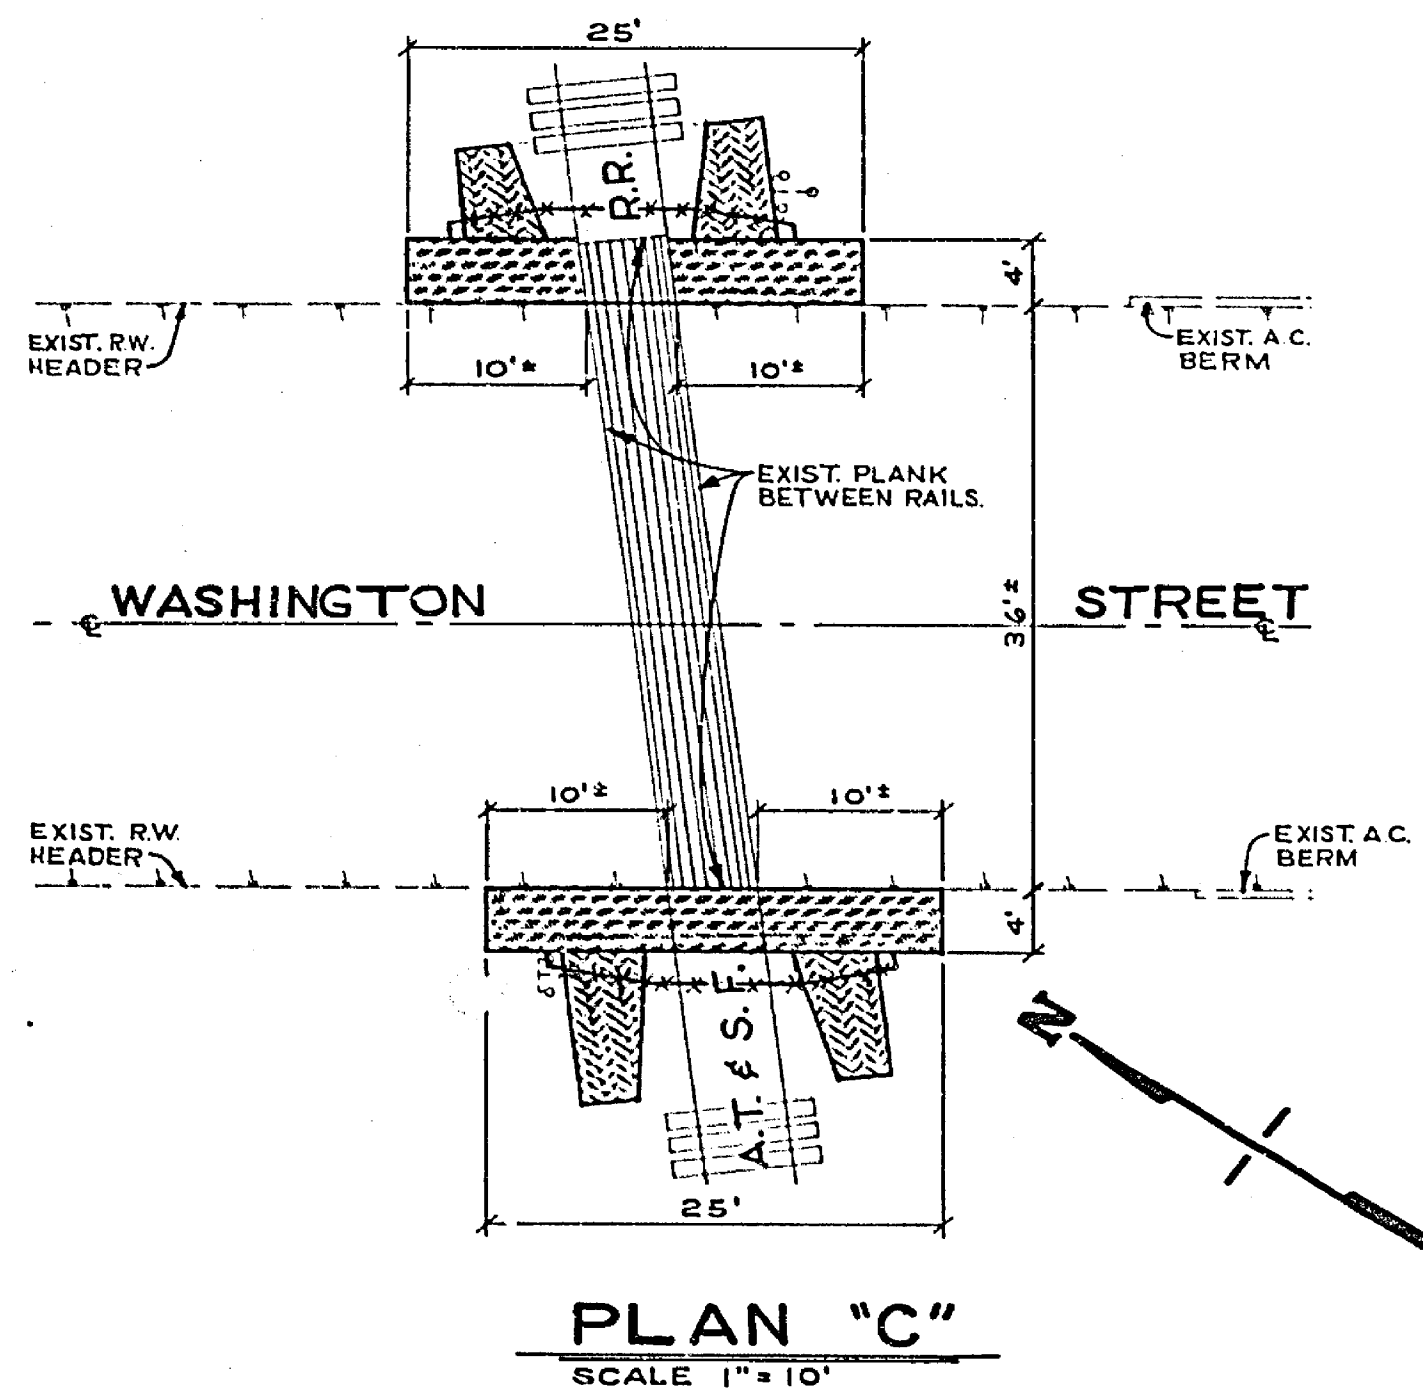 25'
R.R.
4'
EXIST. R.W.
HEADER
10'±
10'±
EXIST. A.C.
BERM
EXIST. PLANK
BETWEEN RAILS.
WASHINGTON STREET
36'±
10'±
10'±
EXIST. R.W.
HEADER
EXIST. A.C.
BERM
4'
A. T. & S. F.
N
25'
PLAN "C"
SCALE 1" = 10'